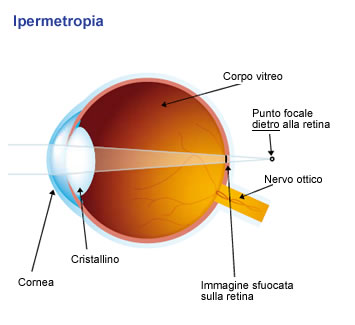 Ipermetropia
Corpo vitreo
Punto focale
dietro alla retina
Nervo ottico
Cristallino
Cornea
Immagine sfuocata
sulla retina